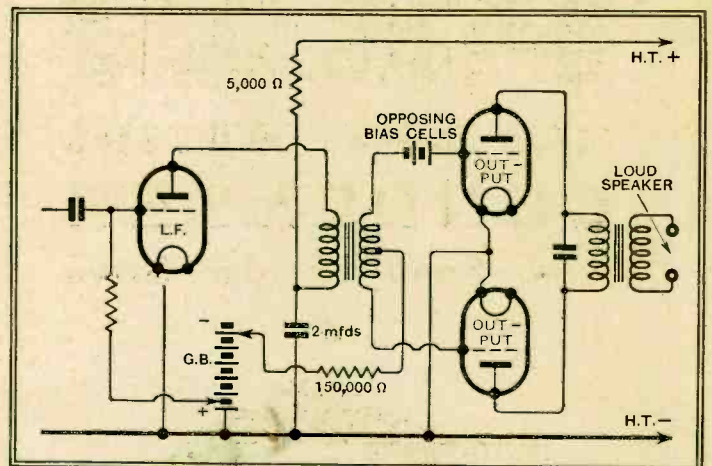 H.T. +
5,000 Ω
OPPOSING
BIAS CELLS
OUT-
PUT
LOUD
SPEAKER
L.F.
-
G.B.
+
2 mfds
150,000 Ω
OUT-
PUT
H.T. -